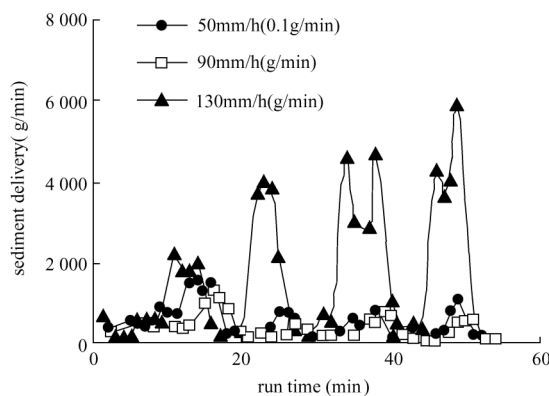 8 000
50mm/h(0.1g/min)
90mm/h(g/min)
130mm/h(g/min)
6 000
4 000
2 000
0
sediment delivery( g/min)
0 20 40 60
run time (min)